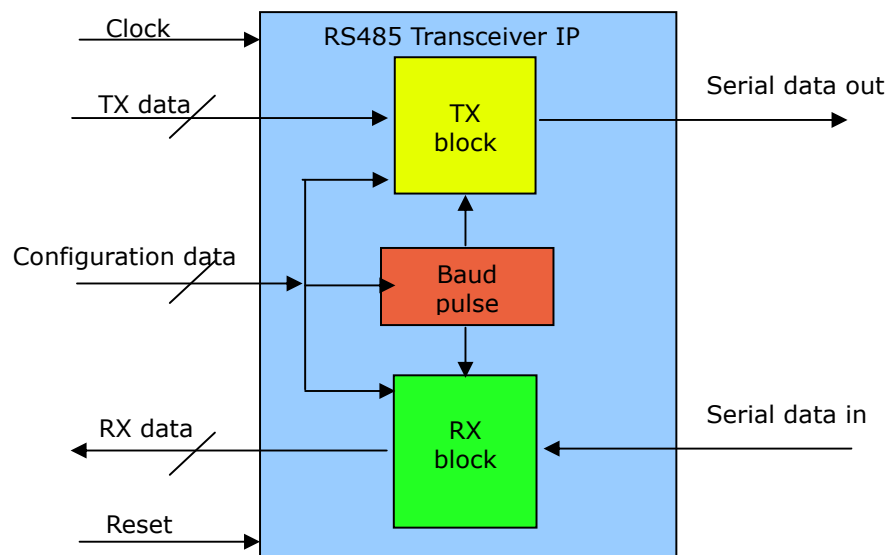 Clock
RS485 Transceiver IP
TX data
TX
block
Serial data out
Configuration data
Baud
pulse
RX data
RX
block
Serial data in
Reset